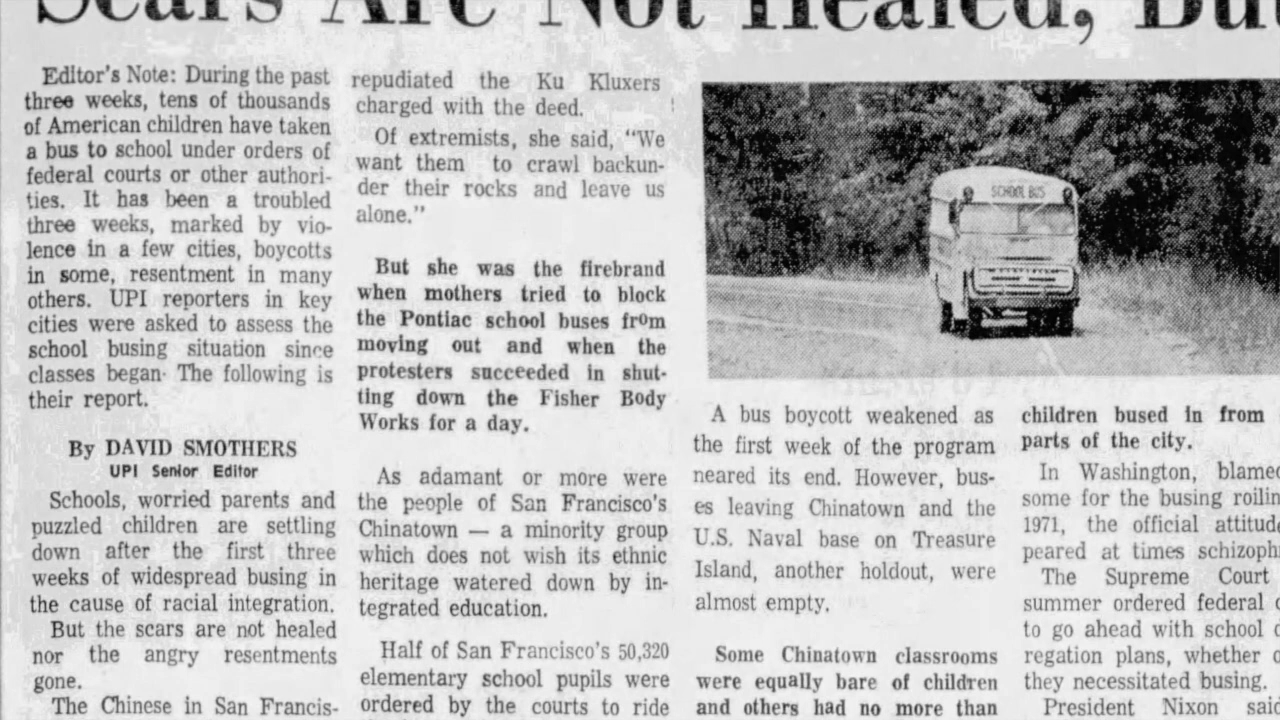 Scars Are Not Healed, But
Editor's Note: During the past
three weeks, tens of thousands
of American children have taken
a bus to school under orders of
federal courts or other authori-
ties. It has been a troubled
three weeks, marked by vio-
lence in a few cities, boycotts
in some, resentment in many
others. UPI reporters in key
cities were asked to assess the
school busing situation since
classes began· The following is
their report.
By DAVID SMOTHERS
UPI Senior Editor
Schools, worried parents and
puzzled children are settling
down after the first three
weeks of widespread busing in
the cause of racial integration.
But the scars are not healed
nor the angry resentments
gone.
The Chinese in San Francis-
repudiated the Ku Kluxers
charged with the deed.
Of extremists, she said, "We
want them to crawl backun-
der their rocks and leave us
alone."
But she was the firebrand
when mothers tried to block
the Pontiac school buses from
moving out and when the
protesters succeeded in shut-
ting down the Fisher Body
Works for a day.
As adamant or more were
the people of San Francisco's
Chinatown — a minority group
which does not wish its ethnic
heritage watered down by in-
tegrated education.
Half of San Francisco's 50,320
elementary school pupils were
ordered by the courts to ride
SCHOOL BUS
A bus boycott weakened as
the first week of the program
neared its end. However, bus-
es leaving Chinatown and the
U.S. Naval base on Treasure
Island, another holdout, were
almost empty.
Some Chinatown classrooms
were equally bare of children
and others had no more than
children bused in from
parts of the city.
In Washington, blamed
some for the busing roilin
1971, the official attitud
peared at times schizoph
The Supreme Court
summer ordered federal
to go ahead with school
regation plans, whether
they necessitated busing.
President Nixon said